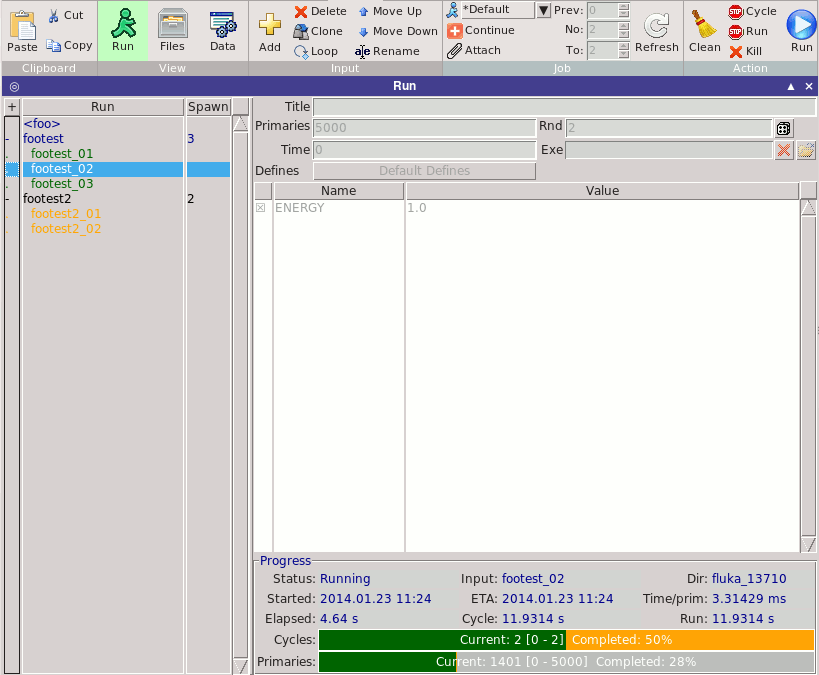 Paste Cut Copy Run Files Data Add Delete Clone Loop Move Up Move Down Rename *Default Continue Attach Prev: 0 No: 2 To: 2 Refresh Clean Cycle Run Kill Run
Clipboard View Input Job Action
Run
+ Run Spawn
<foo>
- footest 3
footest_01
footest_02
footest_03
- footest2 2
footest2_01
footest2_02
Title
Primaries 5000 Rnd 2
Time 0 Exe
Defines Default Defines
Name Value
ENERGY 1.0
Progress
Status: Running Input: footest_02 Dir: fluka_13710
Started: 2014.01.23 11:24 ETA: 2014.01.23 11:24 Time/prim: 3.31429 ms
Elapsed: 4.64 s Cycle: 11.9314 s Run: 11.9314 s
Cycles: Current: 2 [0 - 2] Completed: 50%
Primaries: Current: 1401 [0 - 5000] Completed: 28%